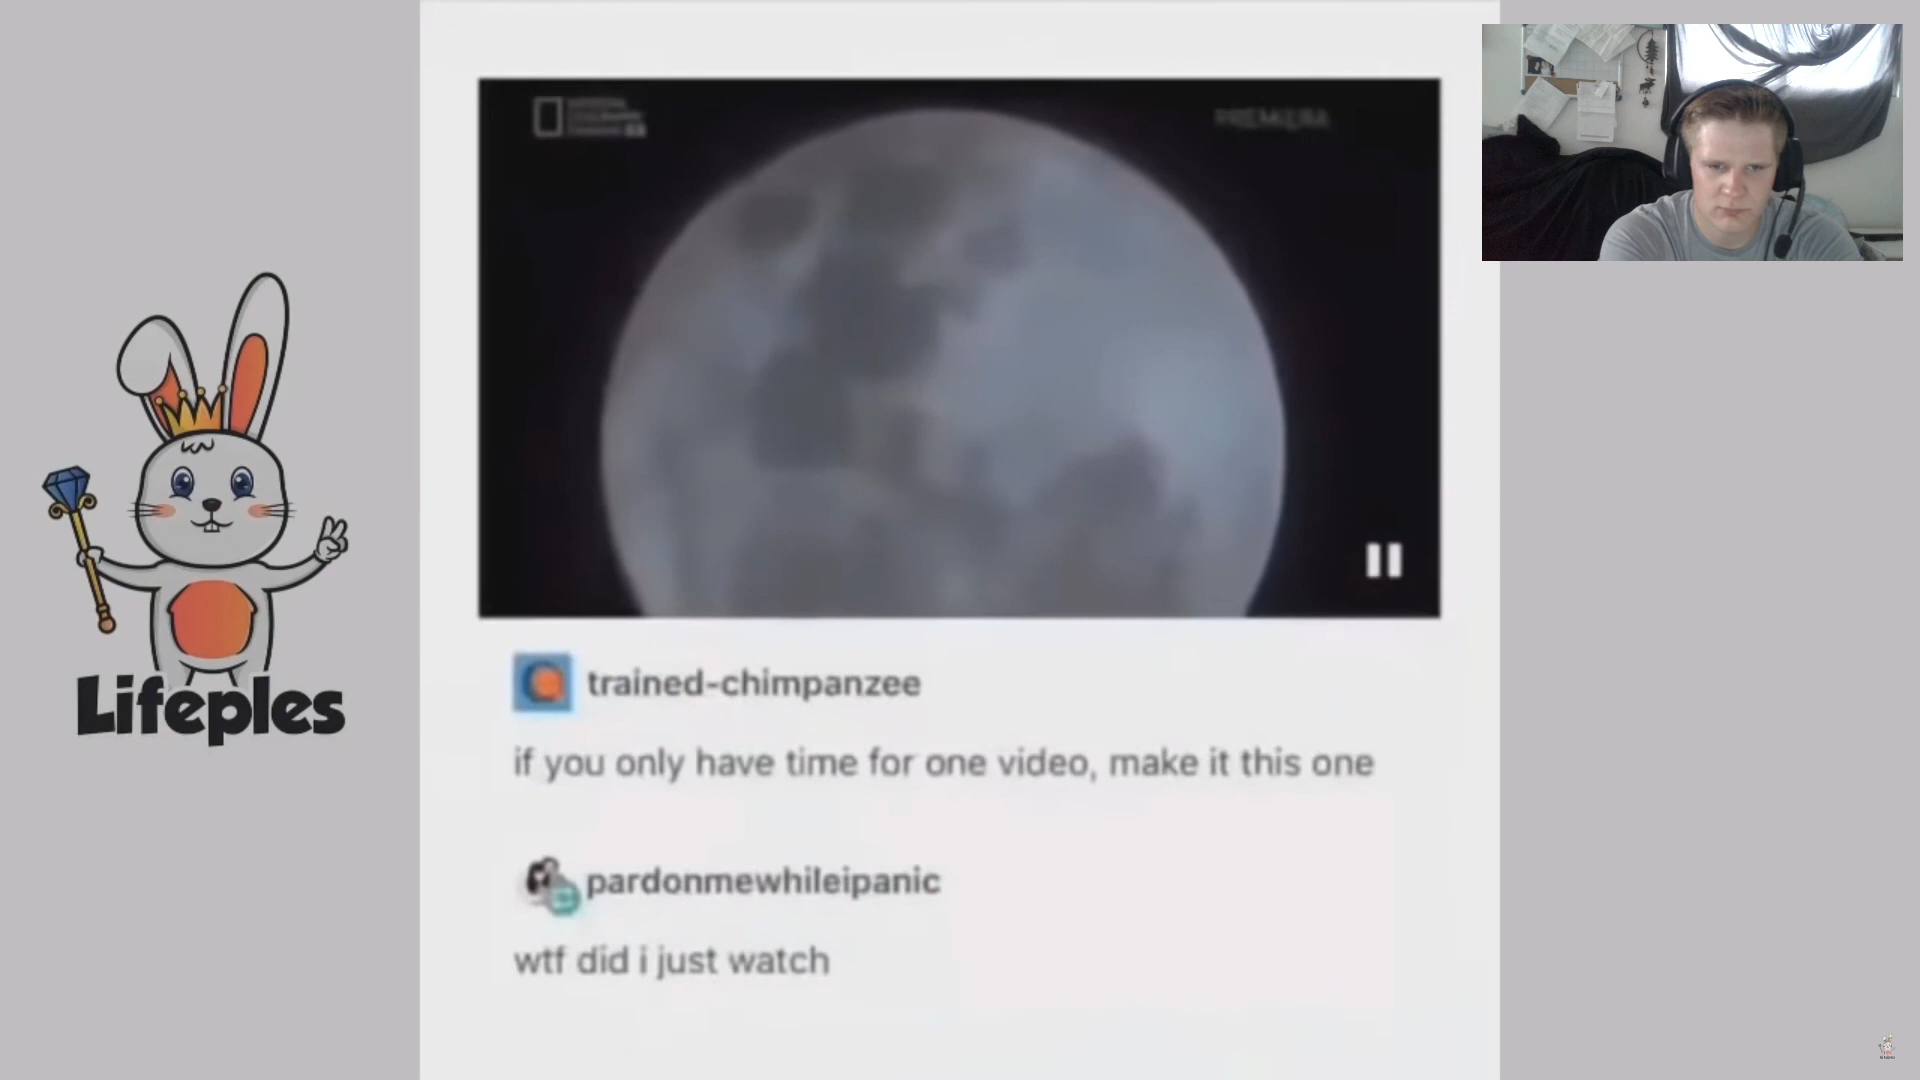 PREMIERA
trained-chimpanzee
if you only have time for one video, make it this one
pardonmewhileipanic
wtf did i just watch
Lifeples